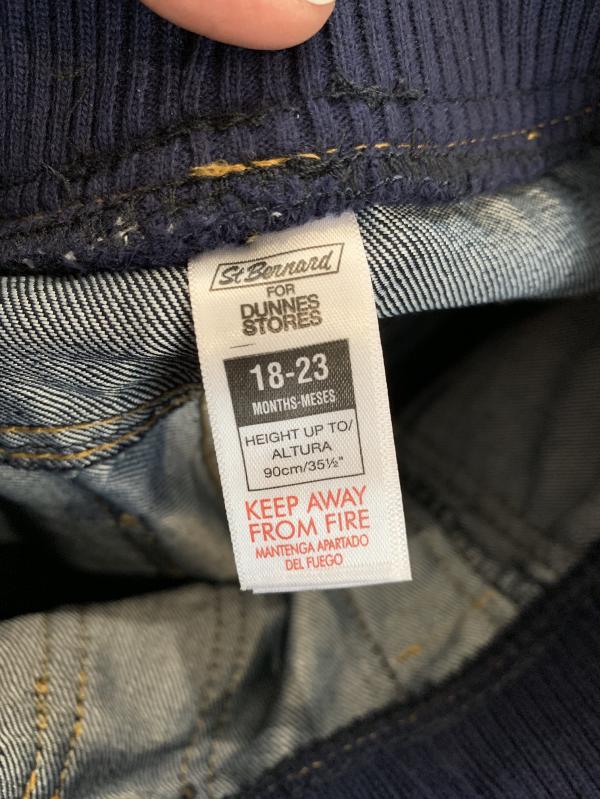 St Bernard
FOR
DUNNES
STORES
18-23
MONTHS-MESES
HEIGHT UP TO/
ALTURA
90cm/35½"
KEEP AWAY
FROM FIRE
MANTENGA APARTADO
DEL FUEGO